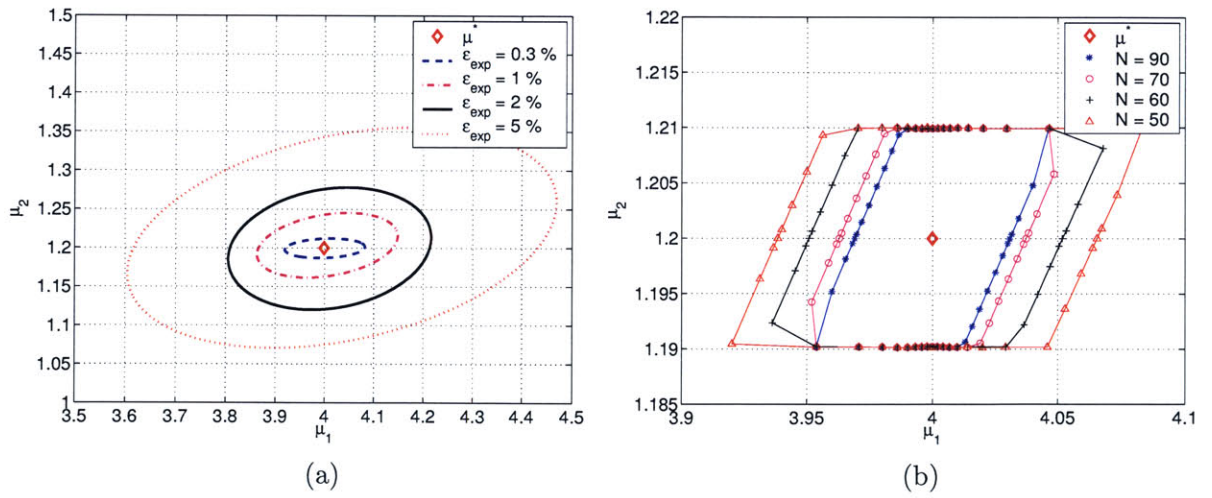 1.5
1.45
1.4
1.35
1.3
1.25
1.2
1.15
1.1
1.05
1
μ2
3.5 3.6 3.7 3.8 3.9 4 4.1 4.2 4.3 4.4 4.5
μ1
μ*
εexp = 0.3 %
εexp = 1 %
εexp = 2 %
εexp = 5 %
(a)
1.22
1.215
1.21
1.205
1.2
1.195
1.19
1.185
μ2
3.9 3.95 4 4.05 4.1
μ1
μ*
N = 90
N = 70
N = 60
N = 50
(b)